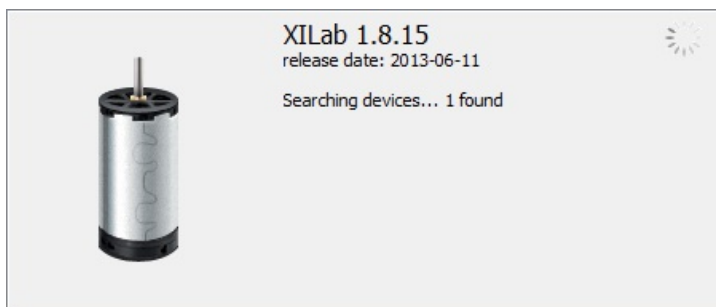 XILab 1.8.15
release date: 2013-06-11
Searching devices... 1 found